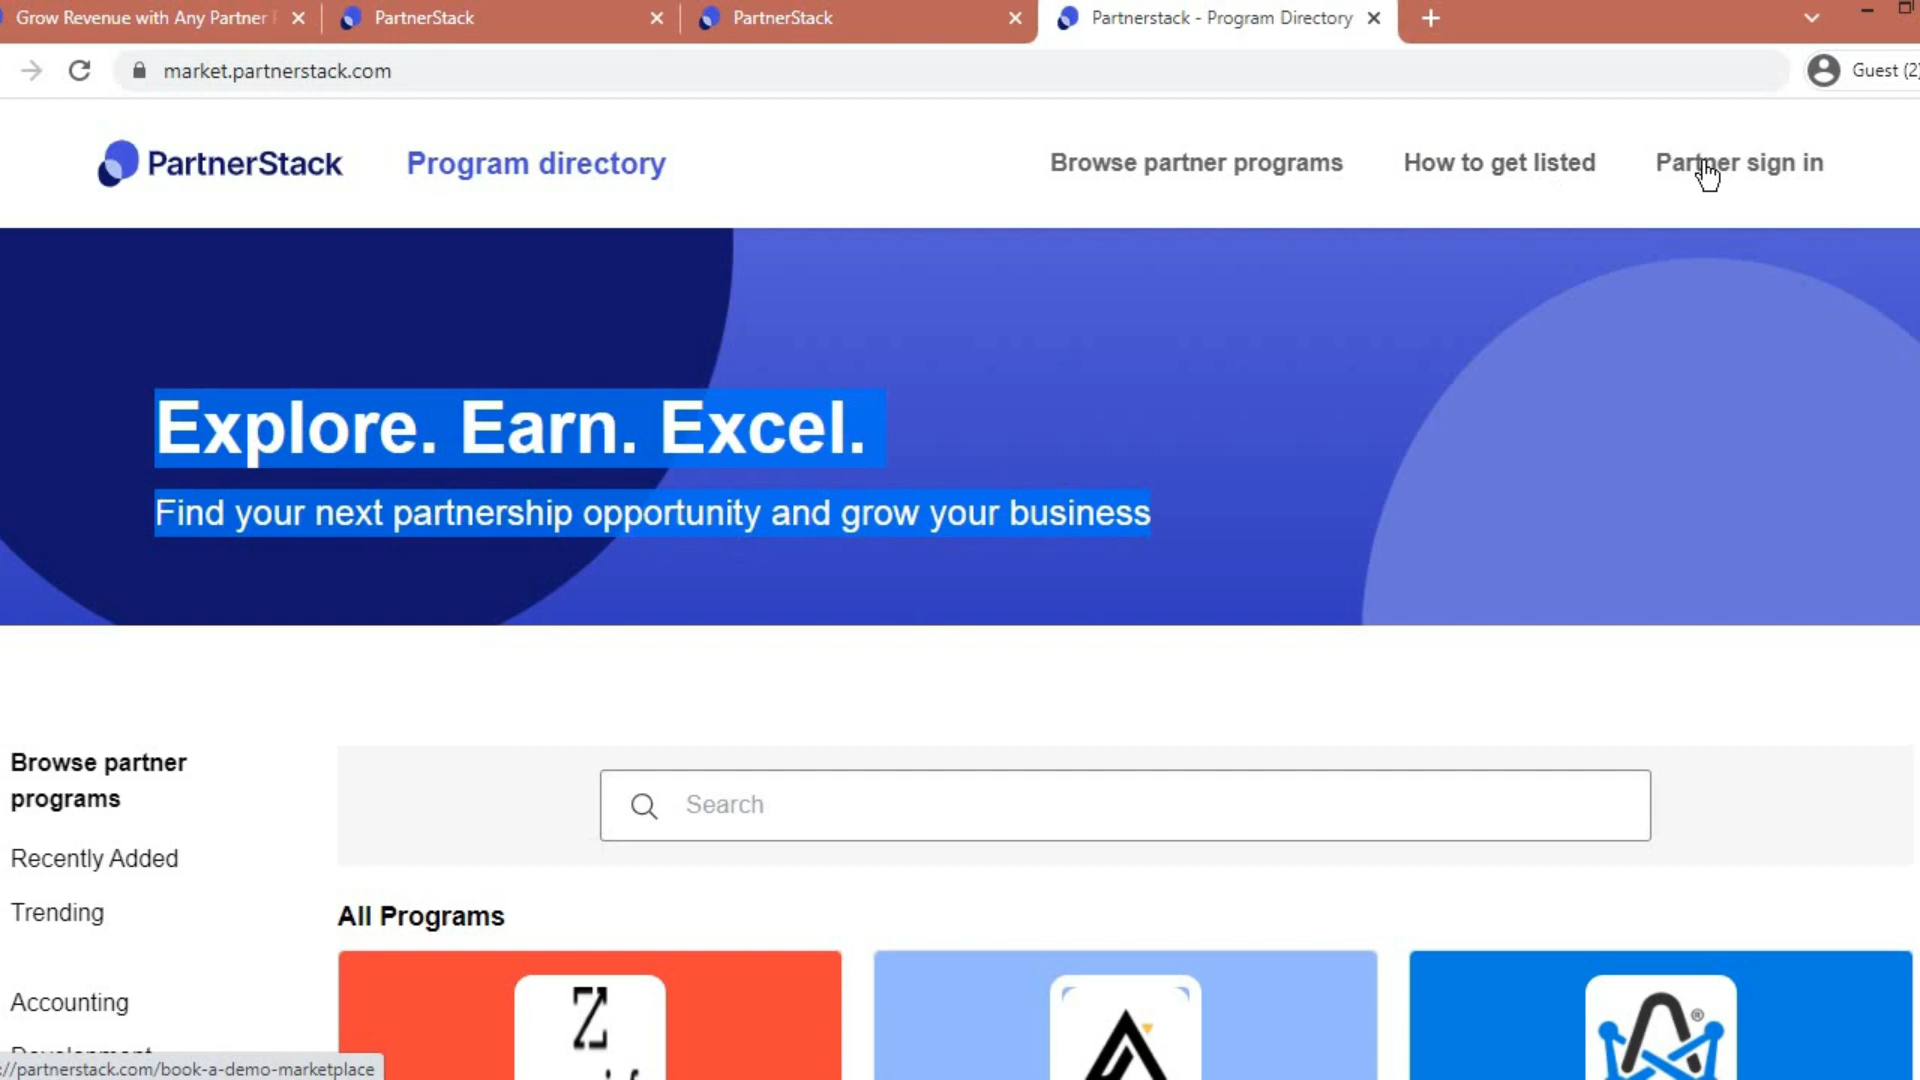 Grow Revenue with Any Partner
PartnerStack
PartnerStack
Partnerstack - Program Directory
market.partnerstack.com
Guest (2
PartnerStack
Program directory
Browse partner programs
How to get listed
Partner sign in
Explore. Earn. Excel.
Find your next partnership opportunity and grow your business
Browse partner
programs
Search
Recently Added
All Programs
Trending
Accounting
://partnerstack.com/book-a-demo-marketplace